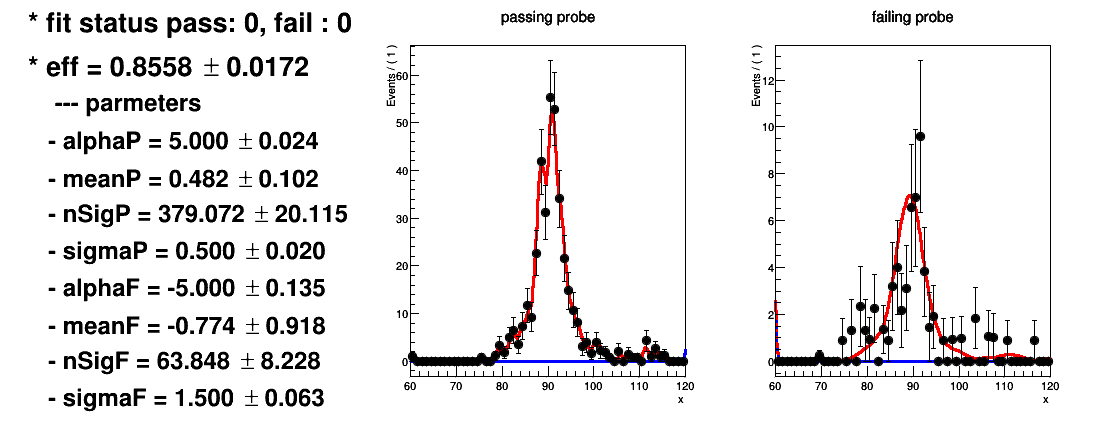 * fit status pass: 0, fail : 0
* eff = 0.8558 ± 0.0172
--- parmeters
- alphaP = 5.000 ± 0.024
- meanP = 0.482 ± 0.102
- nSigP = 379.072 ± 20.115
- sigmaP = 0.500 ± 0.020
- alphaF = -5.000 ± 0.135
- meanF = -0.774 ± 0.918
- nSigF = 63.848 ± 8.228
- sigmaF = 1.500 ± 0.063
passing probe
Events / ( 1 )
60
50
40
30
20
10
0
60 70 80 90 100 110 120
x
failing probe
Events / ( 1 )
12
10
8
6
4
2
0
60 70 80 90 100 110 120
x